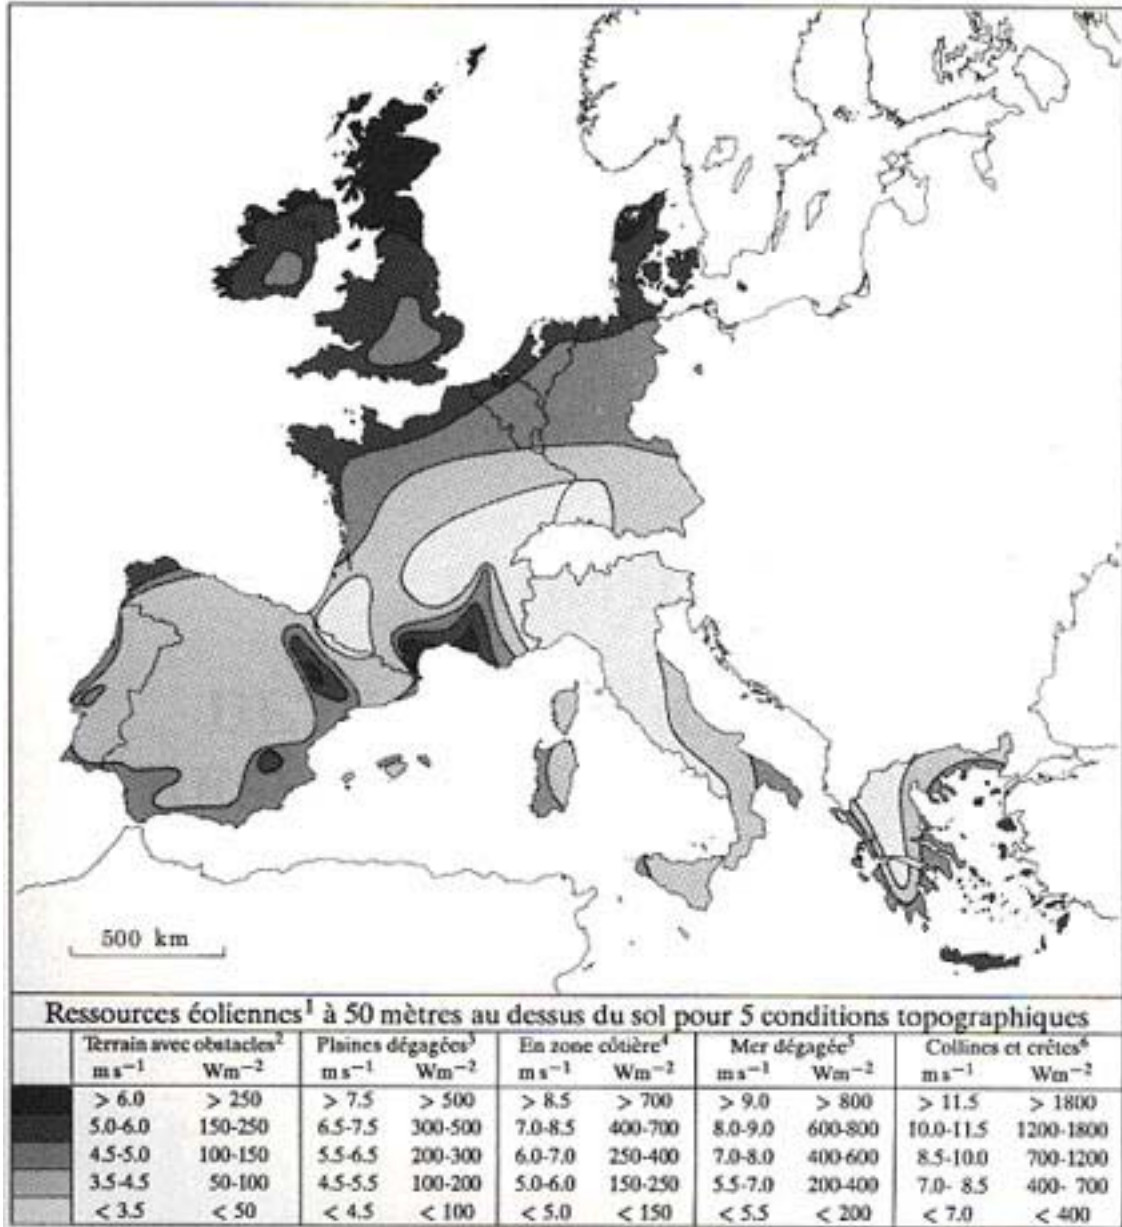 500 km
Ressources éoliennes¹ à 50 mètres au dessus du sol pour 5 conditions topographiques
Terrain avec obstacles² Plaines dégagées³ En zone côtière⁴ Mer dégagée⁵ Collines et crêtes⁶
m s⁻¹ Wm⁻² m s⁻¹ Wm⁻² m s⁻¹ Wm⁻² m s⁻¹ Wm⁻² m s⁻¹ Wm⁻²
> 6.0 > 250 > 7.5 > 500 > 8.5 > 700 > 9.0 > 800 > 11.5 > 1800
5.0-6.0 150-250 6.5-7.5 300-500 7.0-8.5 400-700 8.0-9.0 600-800 10.0-11.5 1200-1800
4.5-5.0 100-150 5.5-6.5 200-300 6.0-7.0 250-400 7.0-8.0 400-600 8.5-10.0 700-1200
3.5-4.5 50-100 4.5-5.5 100-200 5.0-6.0 150-250 5.5-7.0 200-400 7.0- 8.5 400- 700
< 3.5 < 50 < 4.5 < 100 < 5.0 < 150 < 5.5 < 200 < 7.0 < 400